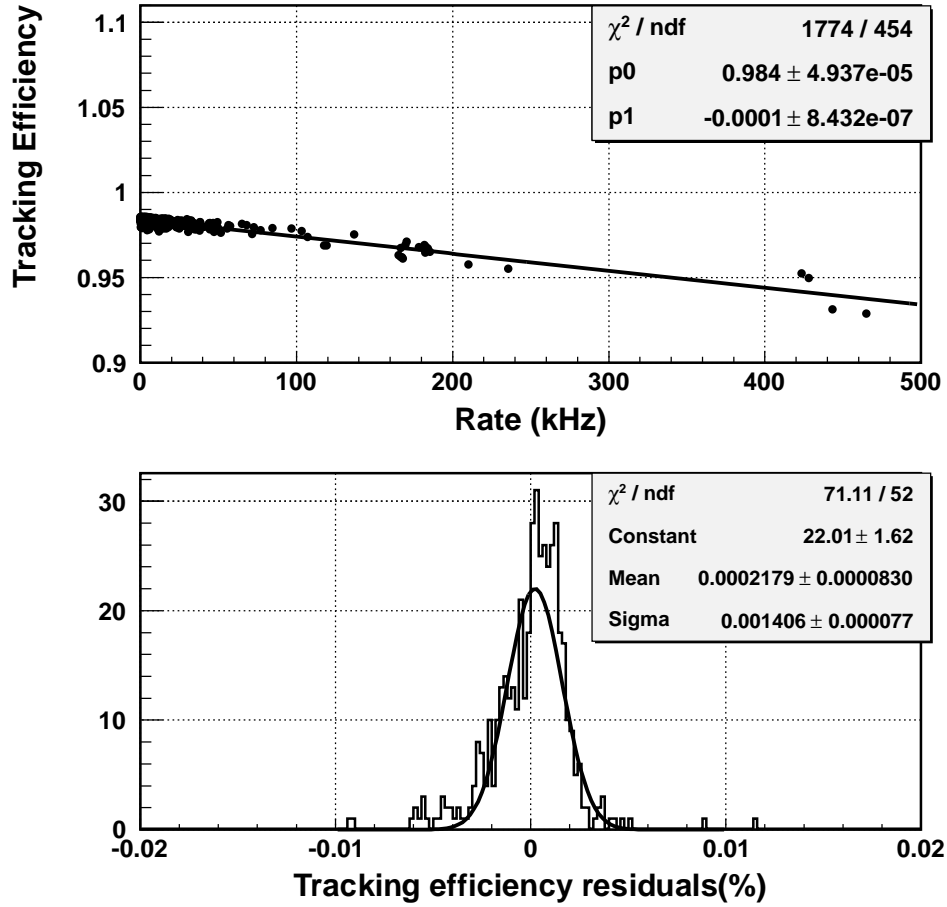 χ² / ndf 1774 / 454
p0 0.984 ± 4.937e-05
p1 -0.0001 ± 8.432e-07
Tracking Efficiency
1.1
1.05
1
0.95
0.9
0 100 200 300 400 500
Rate (kHz)
χ² / ndf 71.11 / 52
Constant 22.01 ± 1.62
Mean 0.0002179 ± 0.0000830
Sigma 0.001406 ± 0.000077
30
20
10
0
-0.02 -0.01 0 0.01 0.02
Tracking efficiency residuals(%)